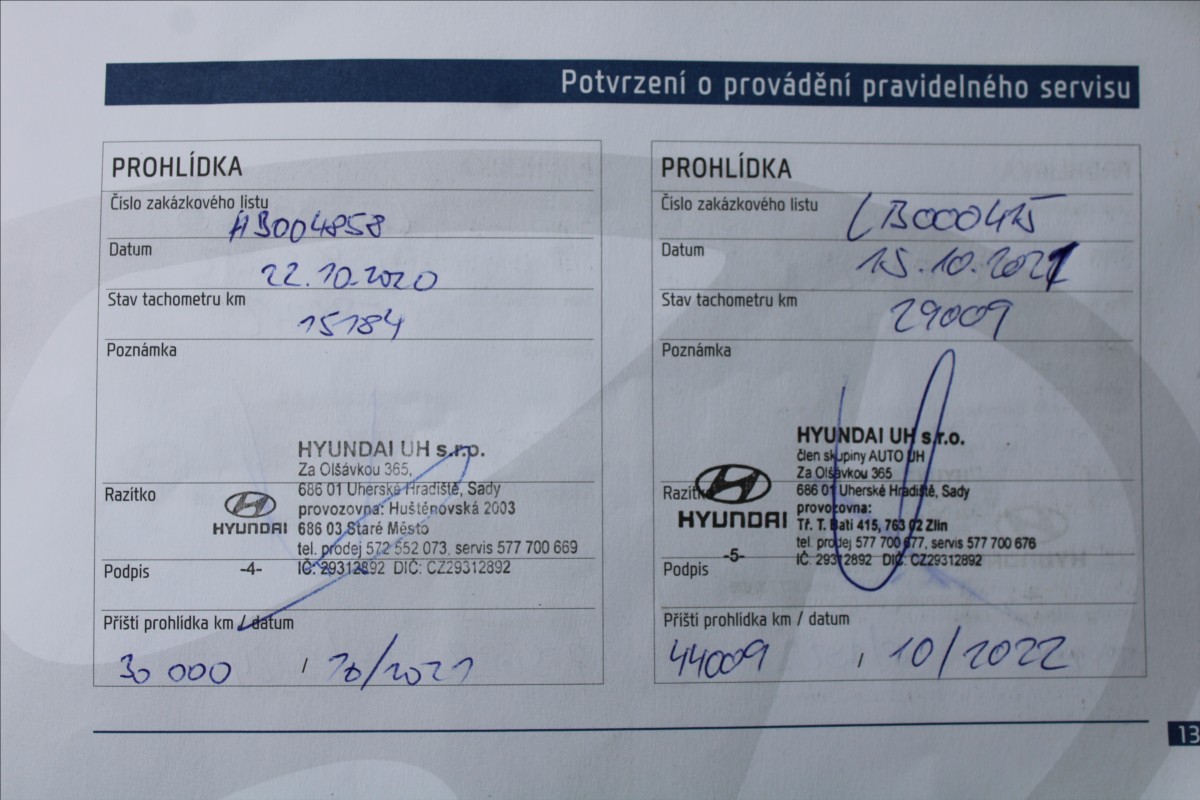 Potvrzení o provádění pravidelného servisu
PROHLÍDKA
Číslo zakázkového listu
AB004858
Datum
22.10.2020
Stav tachometru km
15184
Poznámka
HYUNDAI UH s.r.o.
Za Olšávkou 365,
Razítko
686 01 Uherské Hradiště, Sady
provozovna: Huštěnovská 2003
HYUNDAI
686 03 Staré Město
tel. prodej 572 552 073, servis 577 700 669
Podpis
-4-
IČ: 29312892 DIČ: CZ29312892
Příští prohlídka km / datum
30 000 / 10/2021
PROHLÍDKA
Číslo zakázkového listu
LB000415
Datum
15.10.2021
Stav tachometru km
29009
Poznámka
HYUNDAI UH s.r.o.
člen skupiny AUTO UH
Za Olšávkou 365
Razítko
686 01 Uherské Hradiště, Sady
provozovna:
HYUNDAI
Tř. T. Bati 415, 763 02 Zlín
tel. prodej 577 700 677, servis 577 700 676
-5-
IČ: 29312892 DIČ: CZ29312892
Podpis
Příští prohlídka km / datum
44009 / 10/2022
13